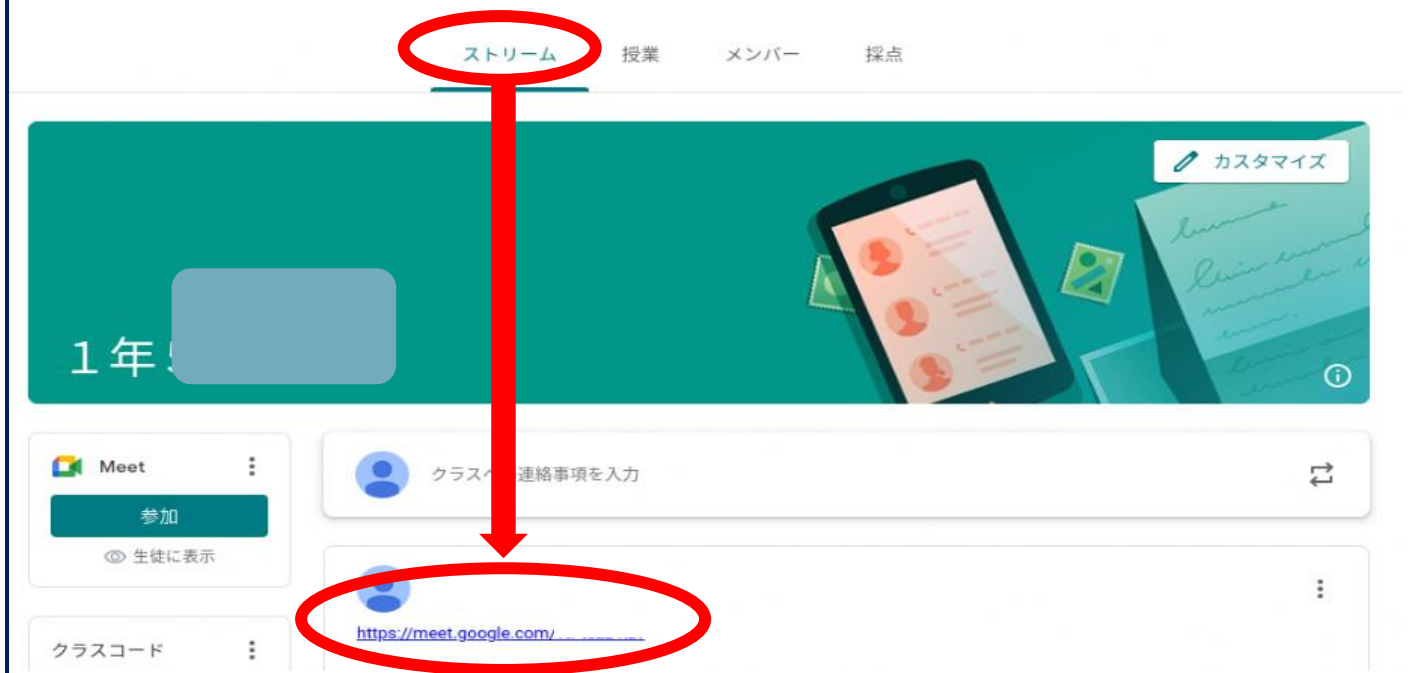 ストリーム 授業 メンバー 採点
カスタマイズ
1年
Meet
参加
生徒に表示
クラスコード
クラスへ 連絡事項を入力
https://meet.google.com/